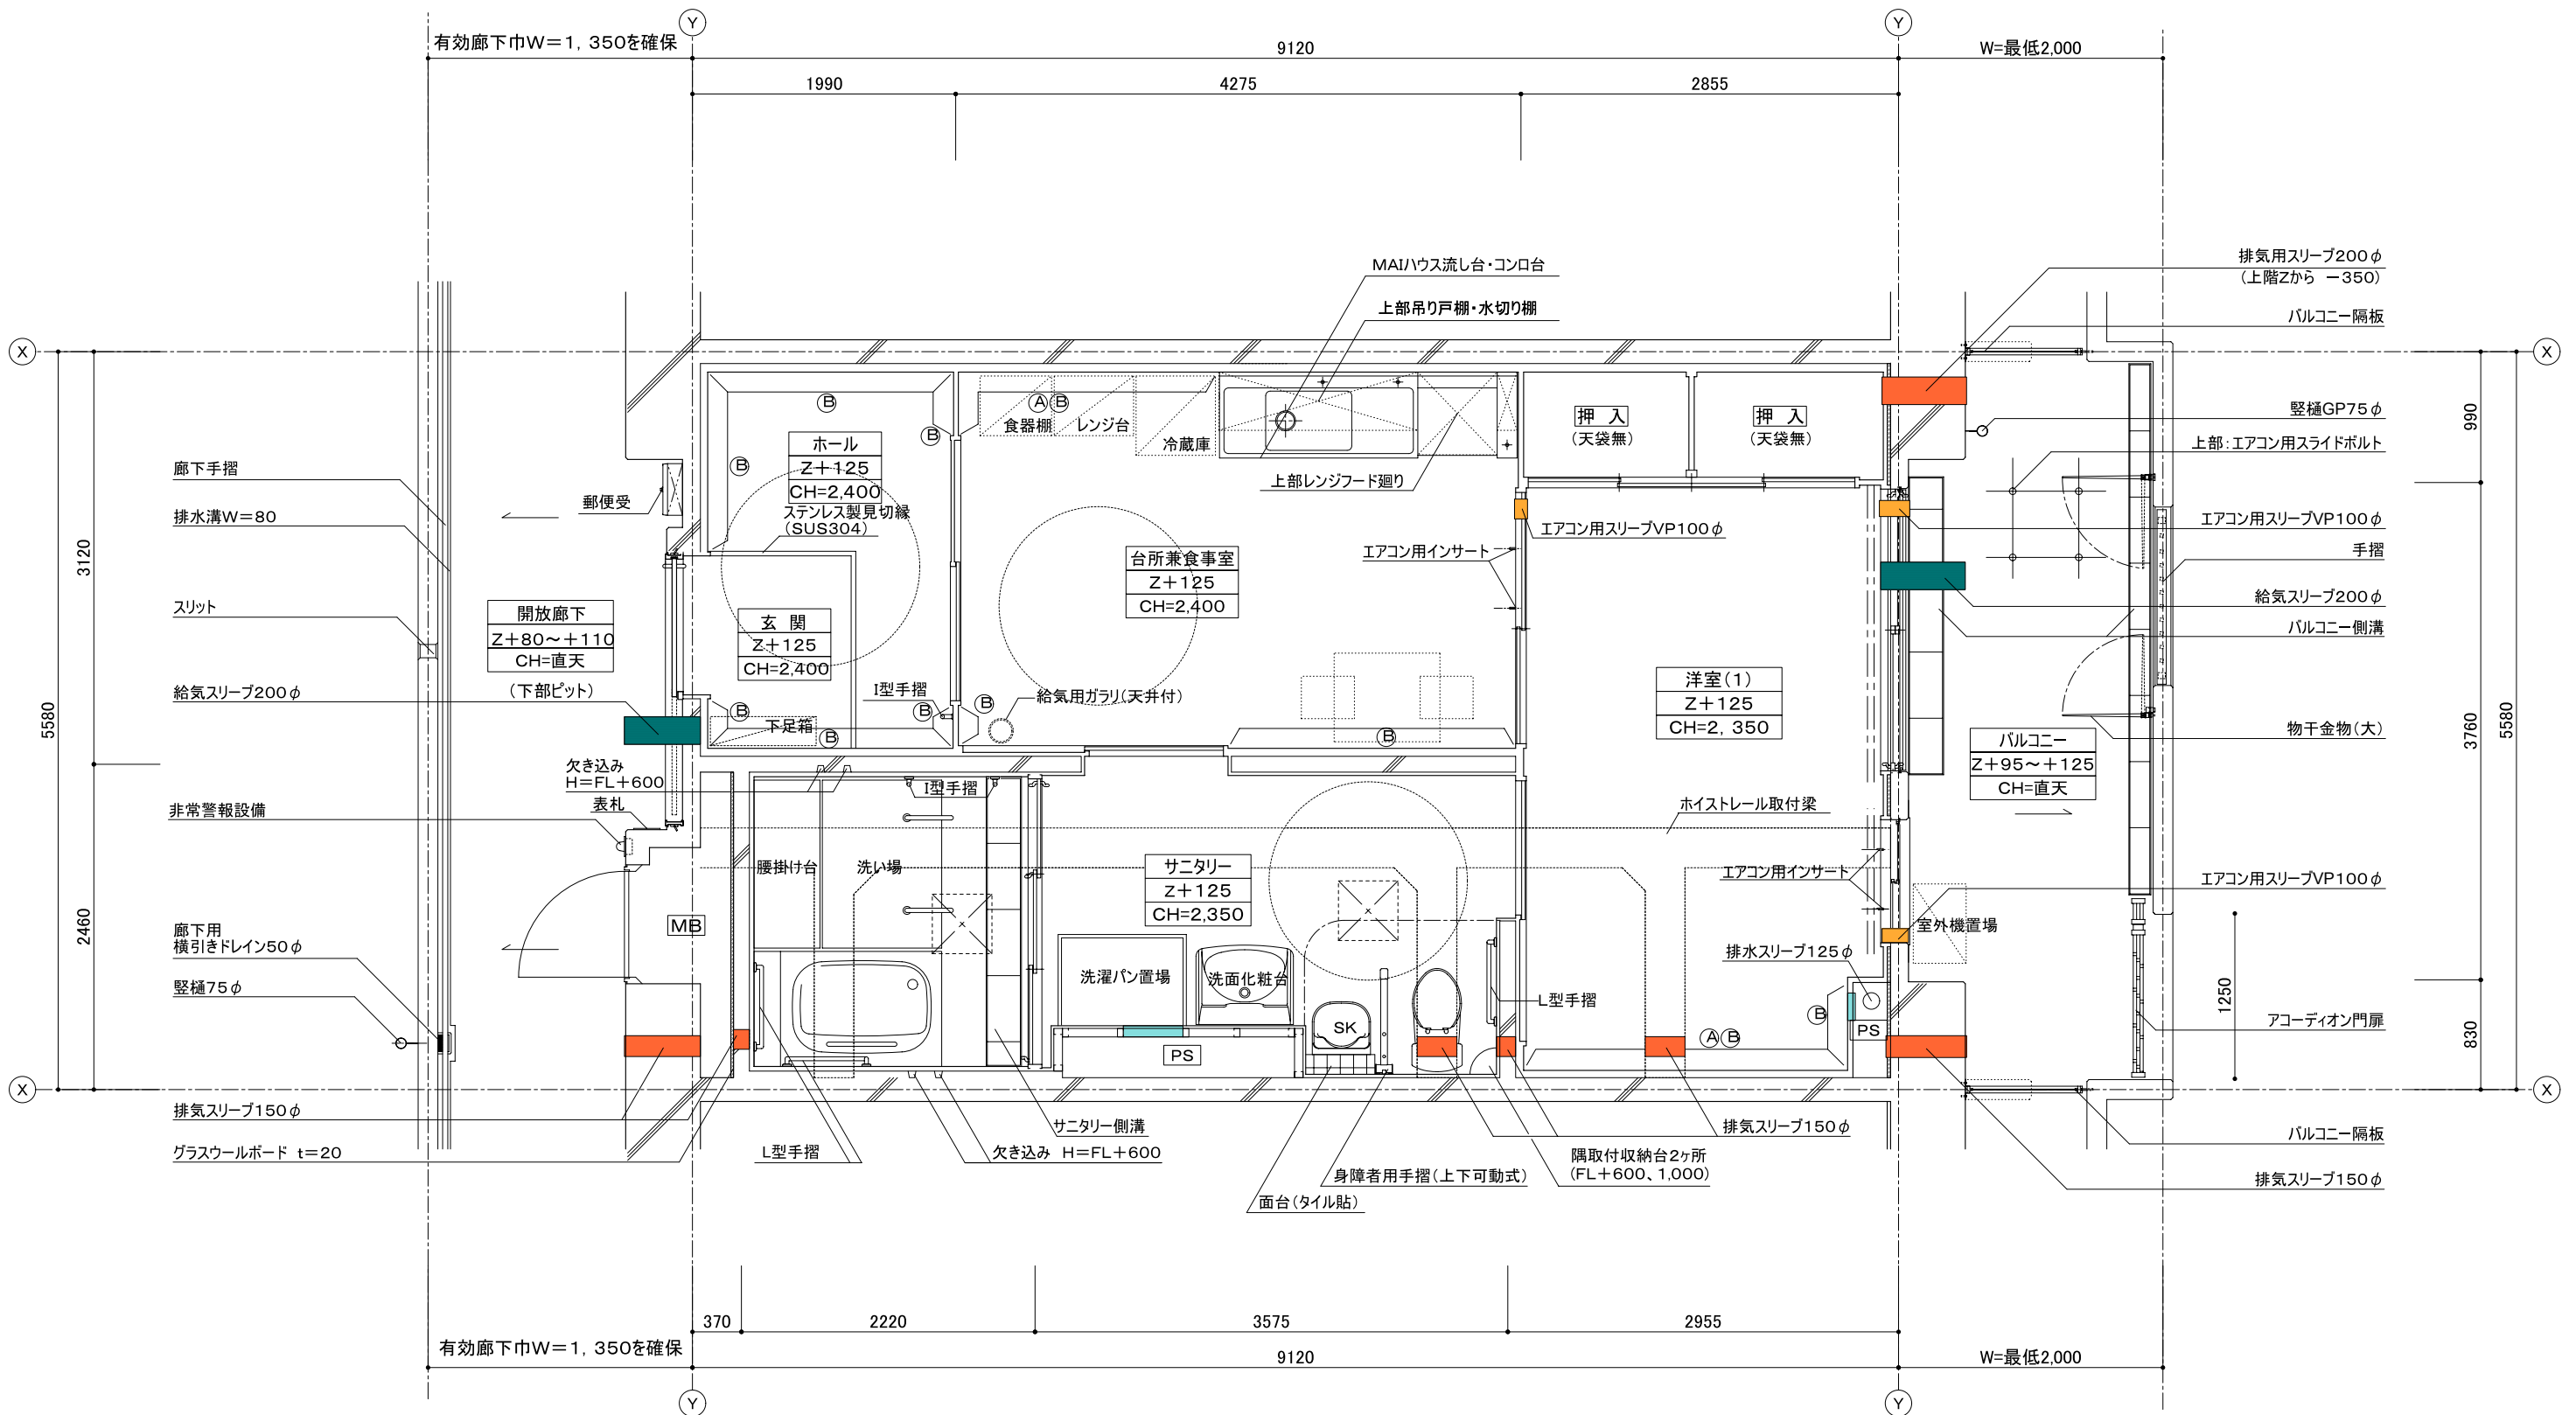 Y
Y
有効廊下巾W＝1，350を確保
9120
W=最低2,000
1990
4275
2855
排気用スリーブ200φ
（上階Zから　－350）
MAIハウス流し台・コンロ台
上部吊り戸棚・水切り棚
バルコニー隔板
X
X
B
A B
食器棚
レンジ台
冷蔵庫
押　入
（天袋無）
押　入
（天袋無）
竪樋GP75φ
990
ホール
Z＋125
CH=2,400
B
B
上部：エアコン用スライドボルト
廊下手摺
郵便受
上部レンジフード廻り
ステンレス製見切縁
（SUS304）
排水溝W＝80
エアコン用スリーブVP100φ
エアコン用スリーブVP100φ
3120
エアコン用インサート
手摺
台所兼食事室
Z＋125
CH=2,400
スリット
開放廊下
Z＋80～＋110
CH=直天
（下部ピット）
玄　関
Z＋125
CH=2,400
給気スリーブ200φ
バルコニー側溝
給気スリーブ200φ
I型手摺
給気用ガラリ（天井付）
洋室（1）
Z＋125
CH=2，350
5580
B
下足箱
B
B
B
B
物干金物（大）
3760
5580
バルコニー
Z＋95～＋125
CH=直天
欠き込み
H＝FL＋600
I型手摺
表札
非常警報設備
ホイストレール取付梁
腰掛け台
洗い場
サニタリー
z＋125
CH=2,350
エアコン用インサート
エアコン用スリーブVP100φ
2460
MB
廊下用
横引きドレイン50φ
室外機置場
排水スリーブ125φ
洗濯パン置場
洗面化粧台
L型手摺
竪樋75φ
1250
SK
B
PS
アコーディオン門扉
PS
A B
830
X
X
排気スリーブ150φ
サニタリー側溝
排気スリーブ150φ
バルコニー隔板
グラスウールボード　t＝20
L型手摺
欠き込み　H＝FL＋600
隅取付収納台2ヶ所
（FL＋600、1,000）
身障者用手摺（上下可動式）
排気スリーブ150φ
面台（タイル貼）
370
2220
3575
2955
有効廊下巾W＝1，350を確保
9120
W=最低2,000
Y
Y